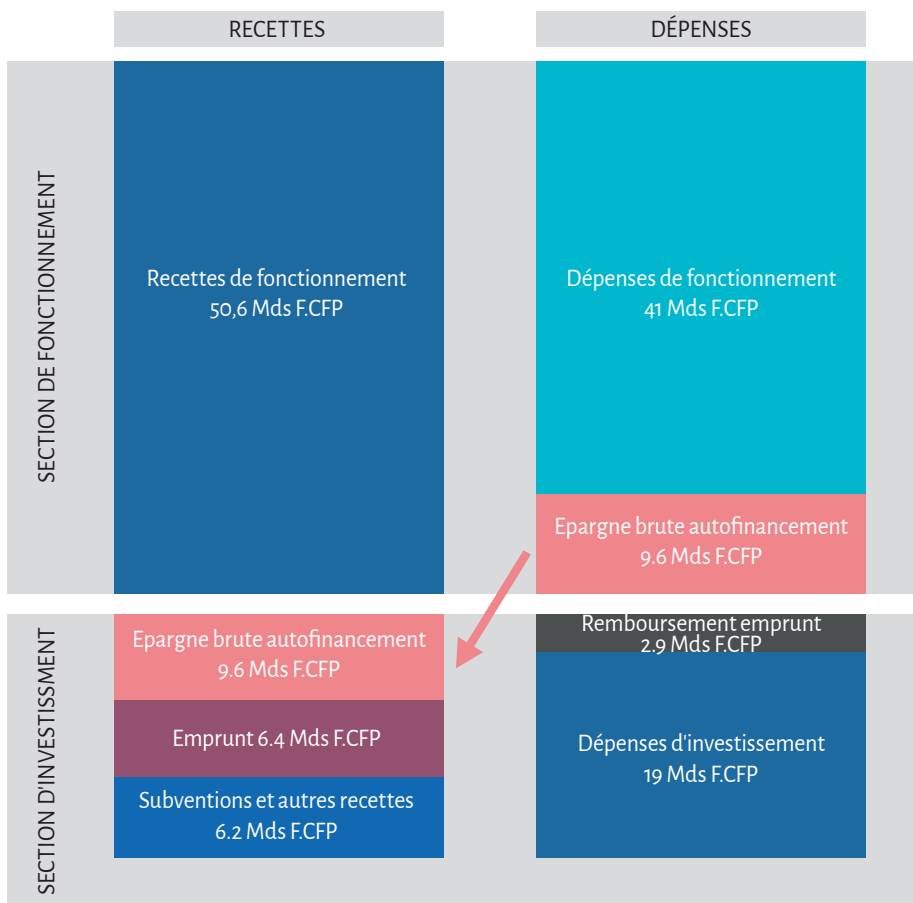 RECETTES
DÉPENSES
SECTION DE FONCTIONNEMENT
Recettes de fonctionnement
50,6 Mds F.CFP
Dépenses de fonctionnement
41 Mds F.CFP
Epargne brute autofinancement
9.6 Mds F.CFP
SECTION D'INVESTISSMENT
Epargne brute autofinancement
9.6 Mds F.CFP
Emprunt 6.4 Mds F.CFP
Subventions et autres recettes
6.2 Mds F.CFP
Remboursement emprunt
2.9 Mds F.CFP
Dépenses d'investissement
19 Mds F.CFP